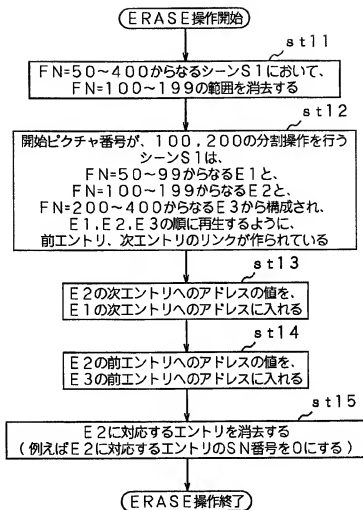 ERASE操作開始
st11
FN=50~400からなるシーンS1において、
FN=100~199の範囲を消去する
st12
開始ピクチャ番号が、100,200の分割操作を行う
シーンS1は、
FN=50~99からなるE1と、
FN=100~199からなるE2と、
FN=200~400からなるE3から構成され、
E1,E2,E3の順に再生するように、
前エントリ、次エントリのリンクが作られている
st13
E2の次エントリへのアドレスの値を、
E1の次エントリへのアドレスに入れる
st14
E2の前エントリへのアドレスの値を、
E3の前エントリへのアドレスに入れる
st15
E2に対応するエントリを消去する
(例えばE2に対応するエントリのSN番号を0にする)
ERASE操作終了